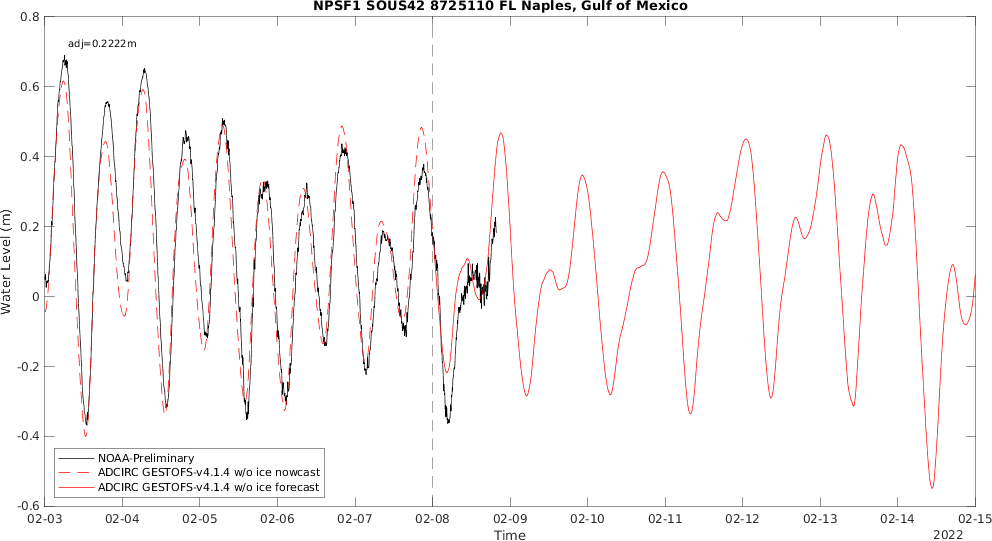 NPSF1 SOUS42 8725110 FL Naples, Gulf of Mexico
adj=0.2222m
0.8
0.6
0.4
0.2
0
-0.2
-0.4
-0.6
Water Level (m)
NOAA-Preliminary
ADCIRC GESTOFS-v4.1.4 w/o ice nowcast
ADCIRC GESTOFS-v4.1.4 w/o ice forecast
02-03 02-04 02-05 02-06 02-07 02-08 02-09 02-10 02-11 02-12 02-13 02-14 02-15
Time
2022